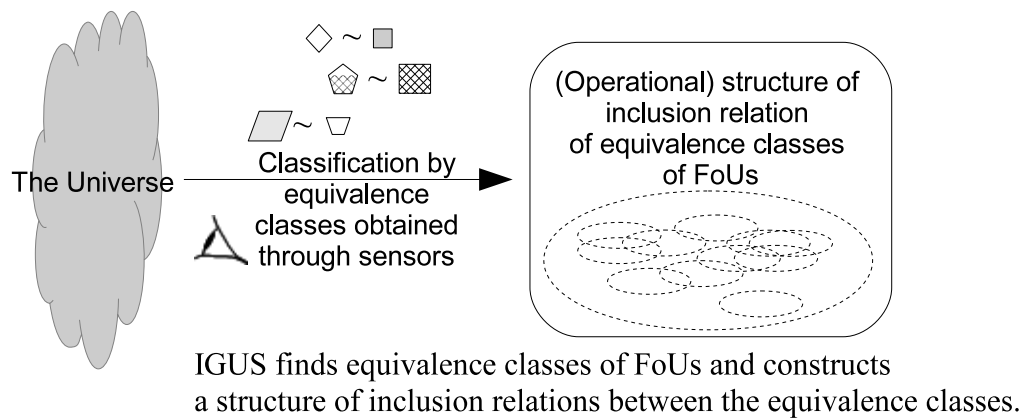 ∼
∼
∼
The Universe
Classification by
equivalence
classes obtained
through sensors
(Operational) structure of
inclusion relation
of equivalence classes
of FoUs
IGUS finds equivalence classes of FoUs and constructs
a structure of inclusion relations between the equivalence classes.